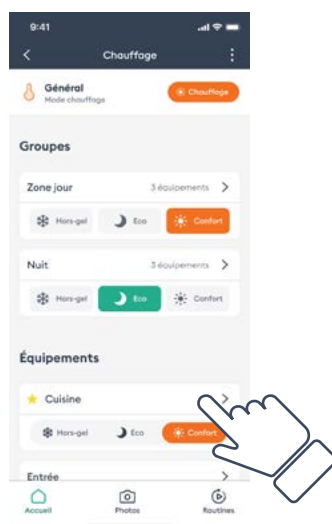 9:41
Chauffage
Général
Mode chauffage
Chauffage
Groupes
Zone jour
3 équipements
Hors-gel
Eco
Confort
Nuit
3 équipements
Hors-gel
Eco
Confort
Équipements
Cuisine
Hors-gel
Eco
Confort
Entrée
Accueil
Photos
Routines